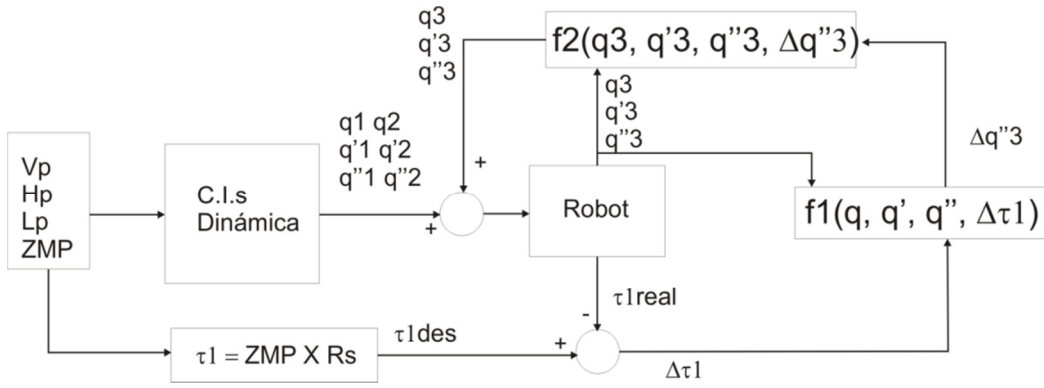 q3
q'3
q''3
f2(q3, q'3, q''3, Δq''3)
q3
q'3
q''3
Δq''3
q1 q2
q'1 q'2
q''1 q''2
Vp
Hp
Lp
ZMP
C.I.s
Dinámica
+
+
Robot
f1(q, q', q'', Δτ1)
τ1real
-
τ1 = ZMP X Rs
τ1des
+
Δτ1